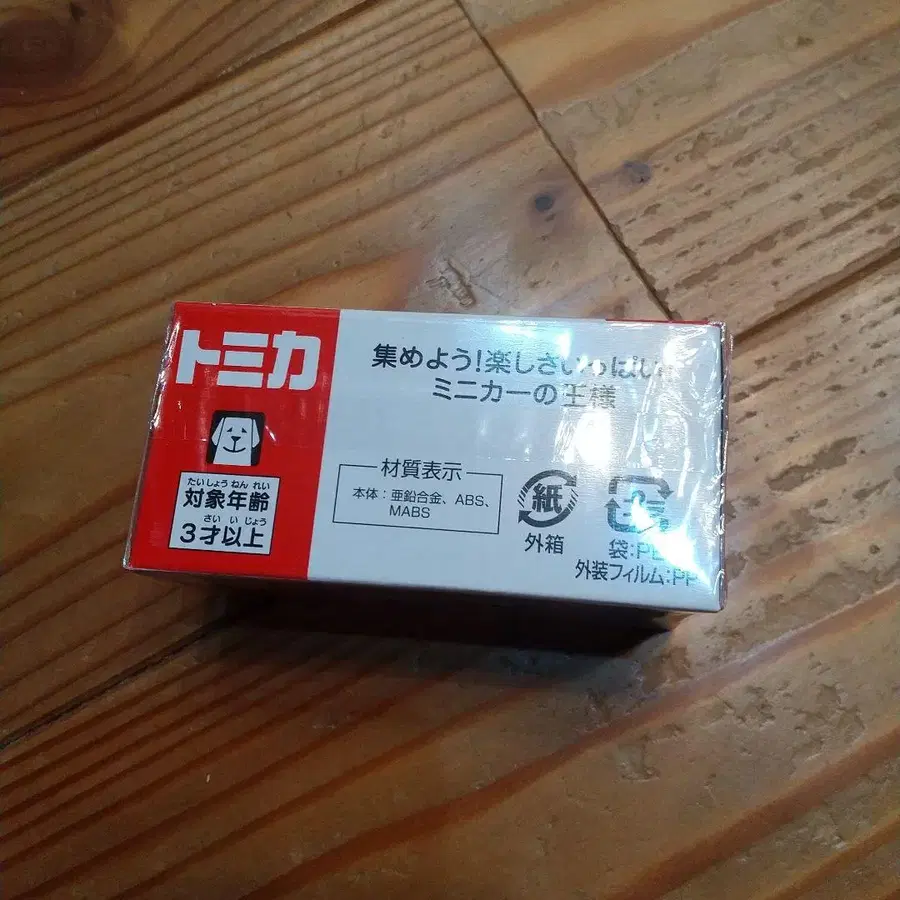 トミカ
たいしょう ねん れい
対象年齢
さい い じょう
3才以上
集めよう!楽しさいっぱい
ミニカーの王様
材質表示
本体:亜鉛合金、ABS、
MABS
紙
外箱
プラ
袋:PE
外装フィルム:PP